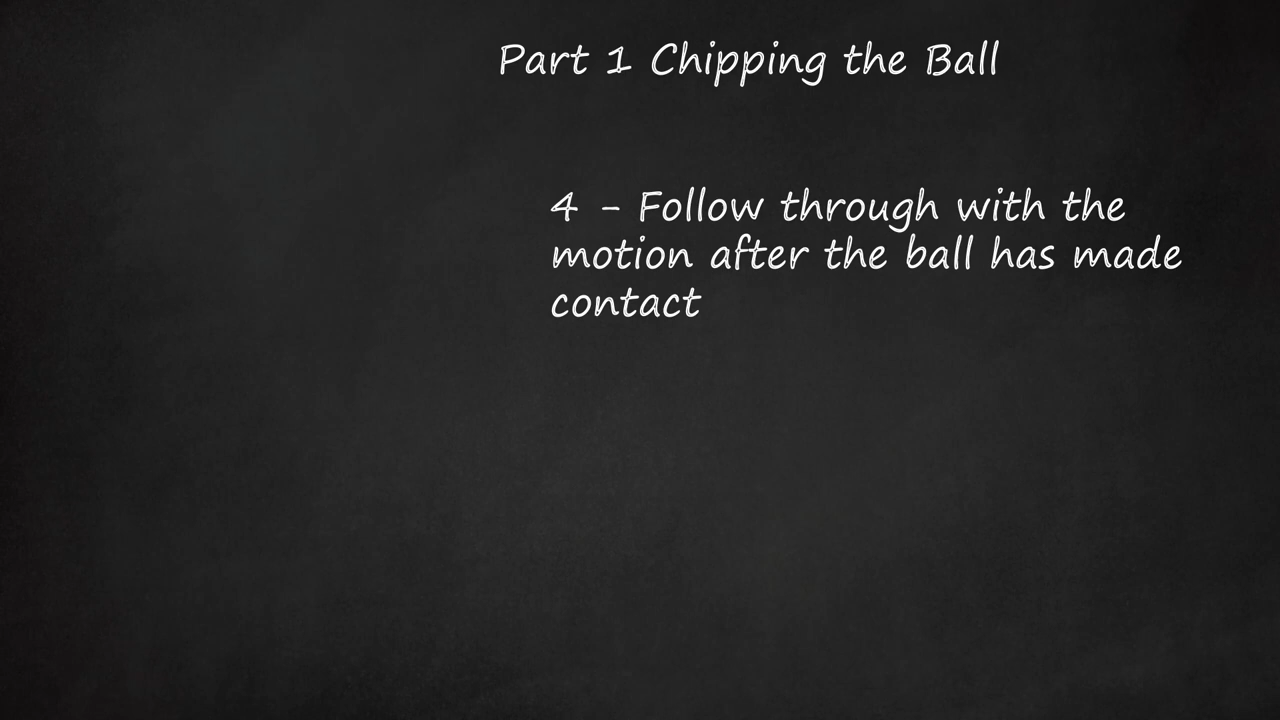 Part 1 Chipping the Ball
4 - Follow through with the
motion after the ball has made
contact